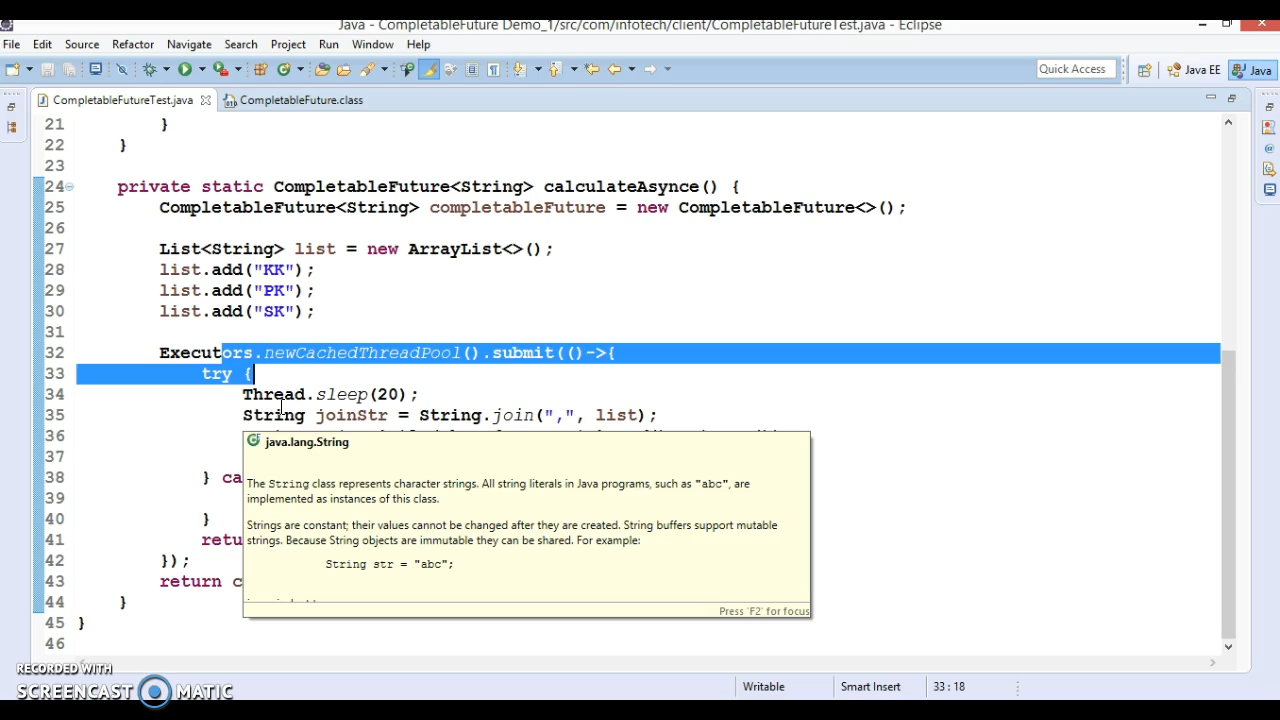 Java - CompletableFuture Demo_1/src/com/infotech/client/CompletableFutureTest.java - Eclipse
File Edit Source Refactor Navigate Search Project Run Window Help
Quick Access Java EE Java
CompletableFutureTest.java CompletableFuture.class
21 }
22 }
23
24 private static CompletableFuture<String> calculateAsynce() {
25 CompletableFuture<String> completableFuture = new CompletableFuture<>();
26
27 List<String> list = new ArrayList<>();
28 list.add("KK");
29 list.add("PK");
30 list.add("SK");
31
32 Executors.newCachedThreadPool().submit(()->{
33 try {
34 Thread.sleep(20);
35 String joinStr = String.join(",", list);
36
37
38 } ca
39
40 }
41 retu
42 });
43 return c
44 }
45 }
46
java.lang.String
The String class represents character strings. All string literals in Java programs, such as "abc", are
implemented as instances of this class.
Strings are constant; their values cannot be changed after they are created. String buffers support mutable
strings. Because String objects are immutable they can be shared. For example:
String str = "abc";
Press 'F2' for focus
RECORDED WITH
SCREENCAST MATIC
Writable Smart Insert 33 : 18